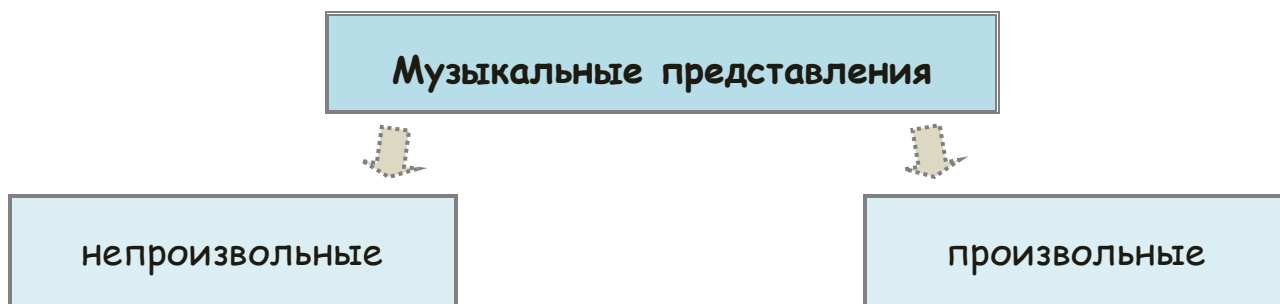 Музыкальные представления
непроизвольные
произвольные